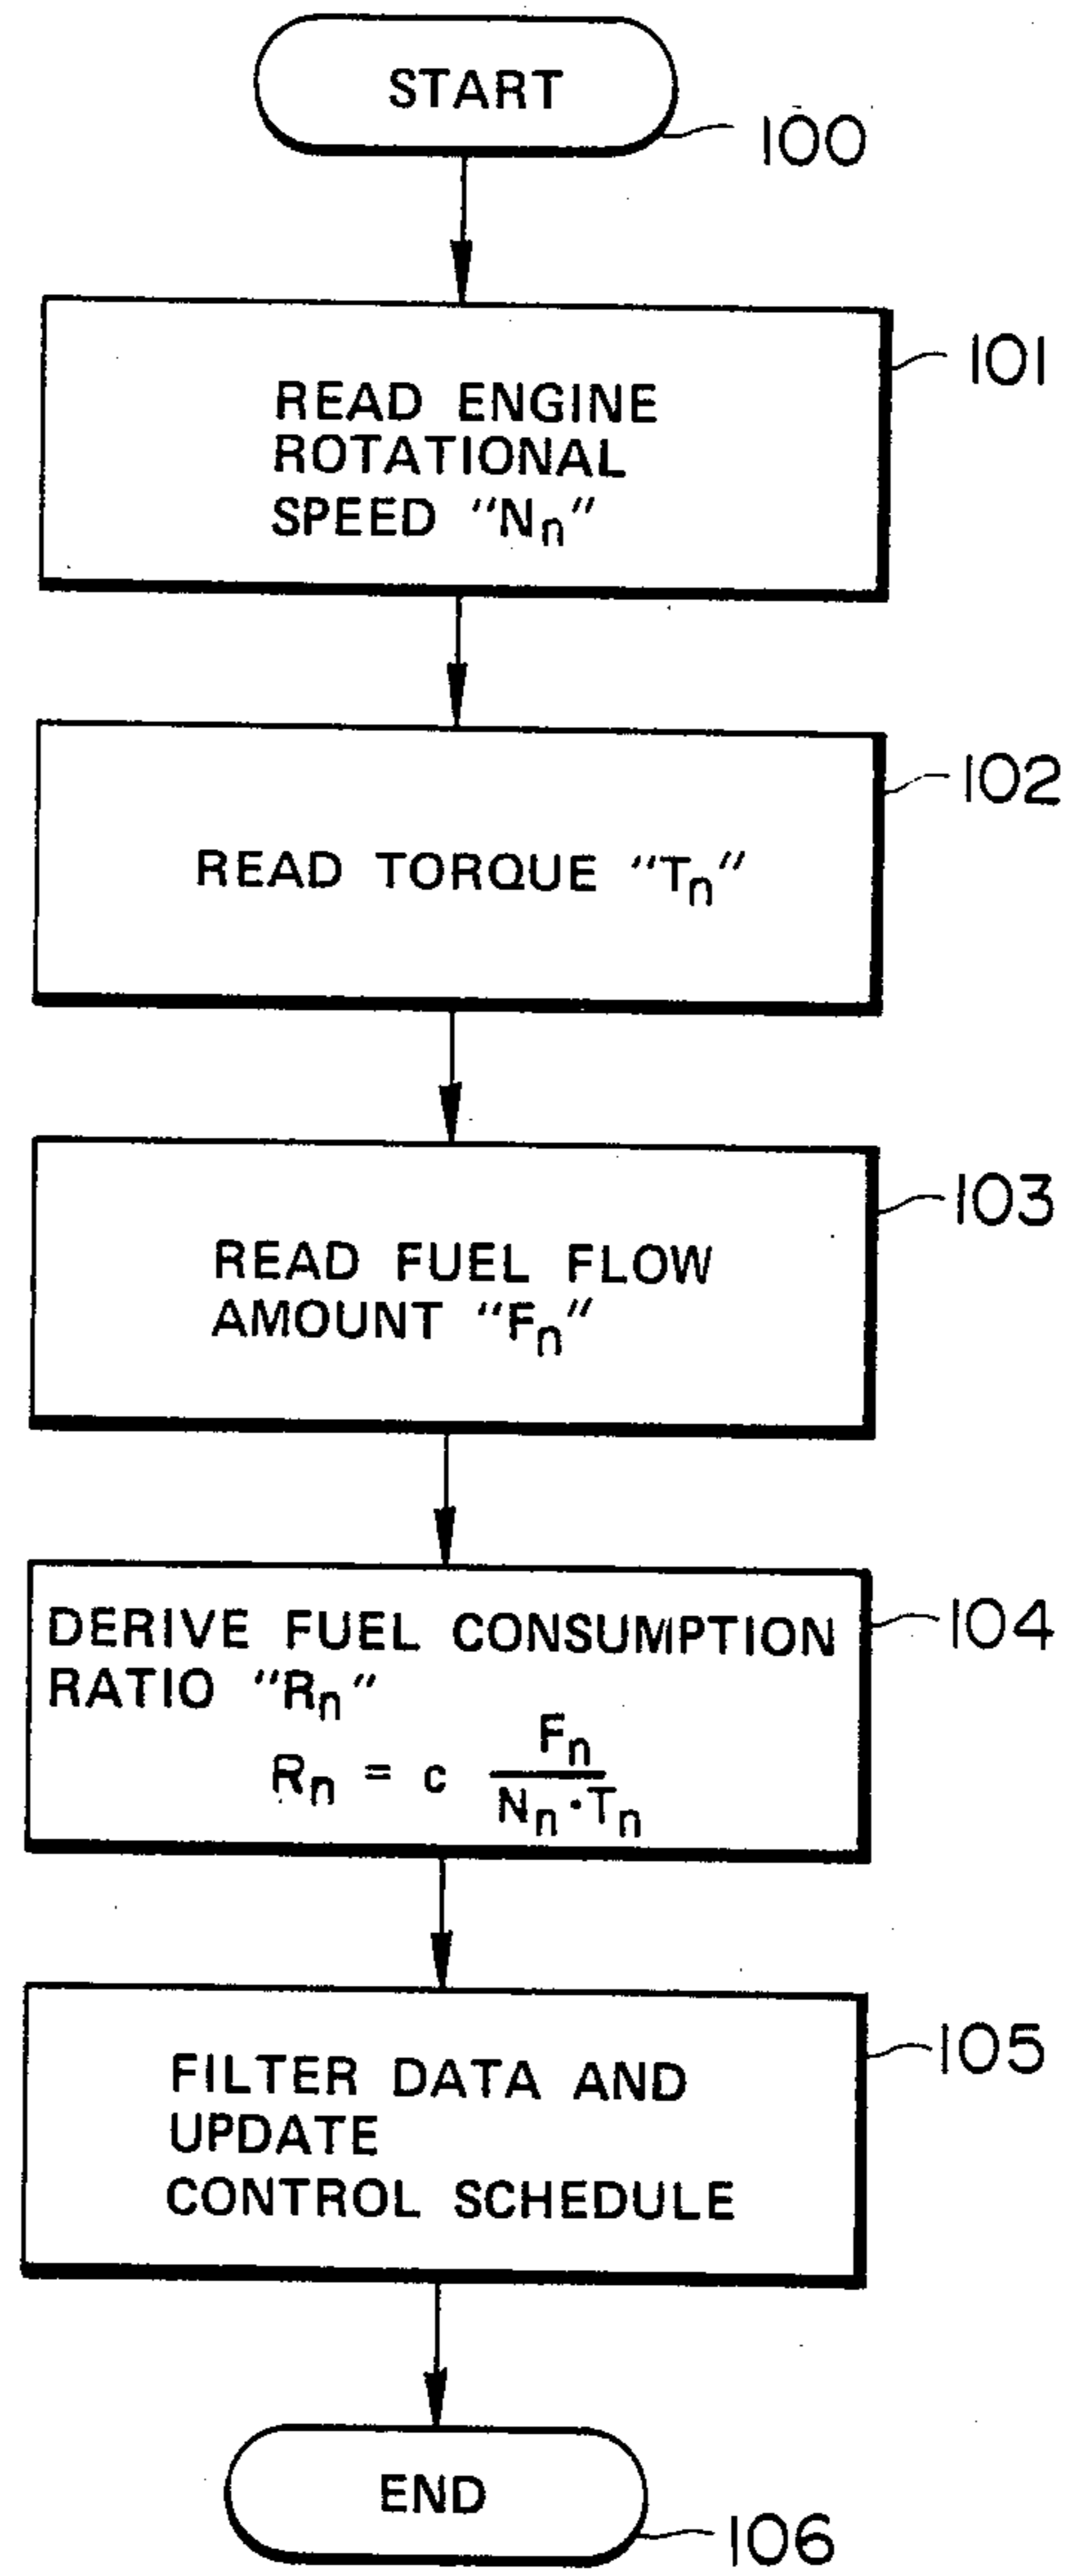 START
100
READ ENGINE
ROTATIONAL
SPEED "Nn"
101
READ TORQUE "Tn"
102
READ FUEL FLOW
AMOUNT "Fn"
103
DERIVE FUEL CONSUMPTION
RATIO "Rn"
Rn = c Fn
Nn·Tn
104
FILTER DATA AND
UPDATE
CONTROL SCHEDULE
105
END
106